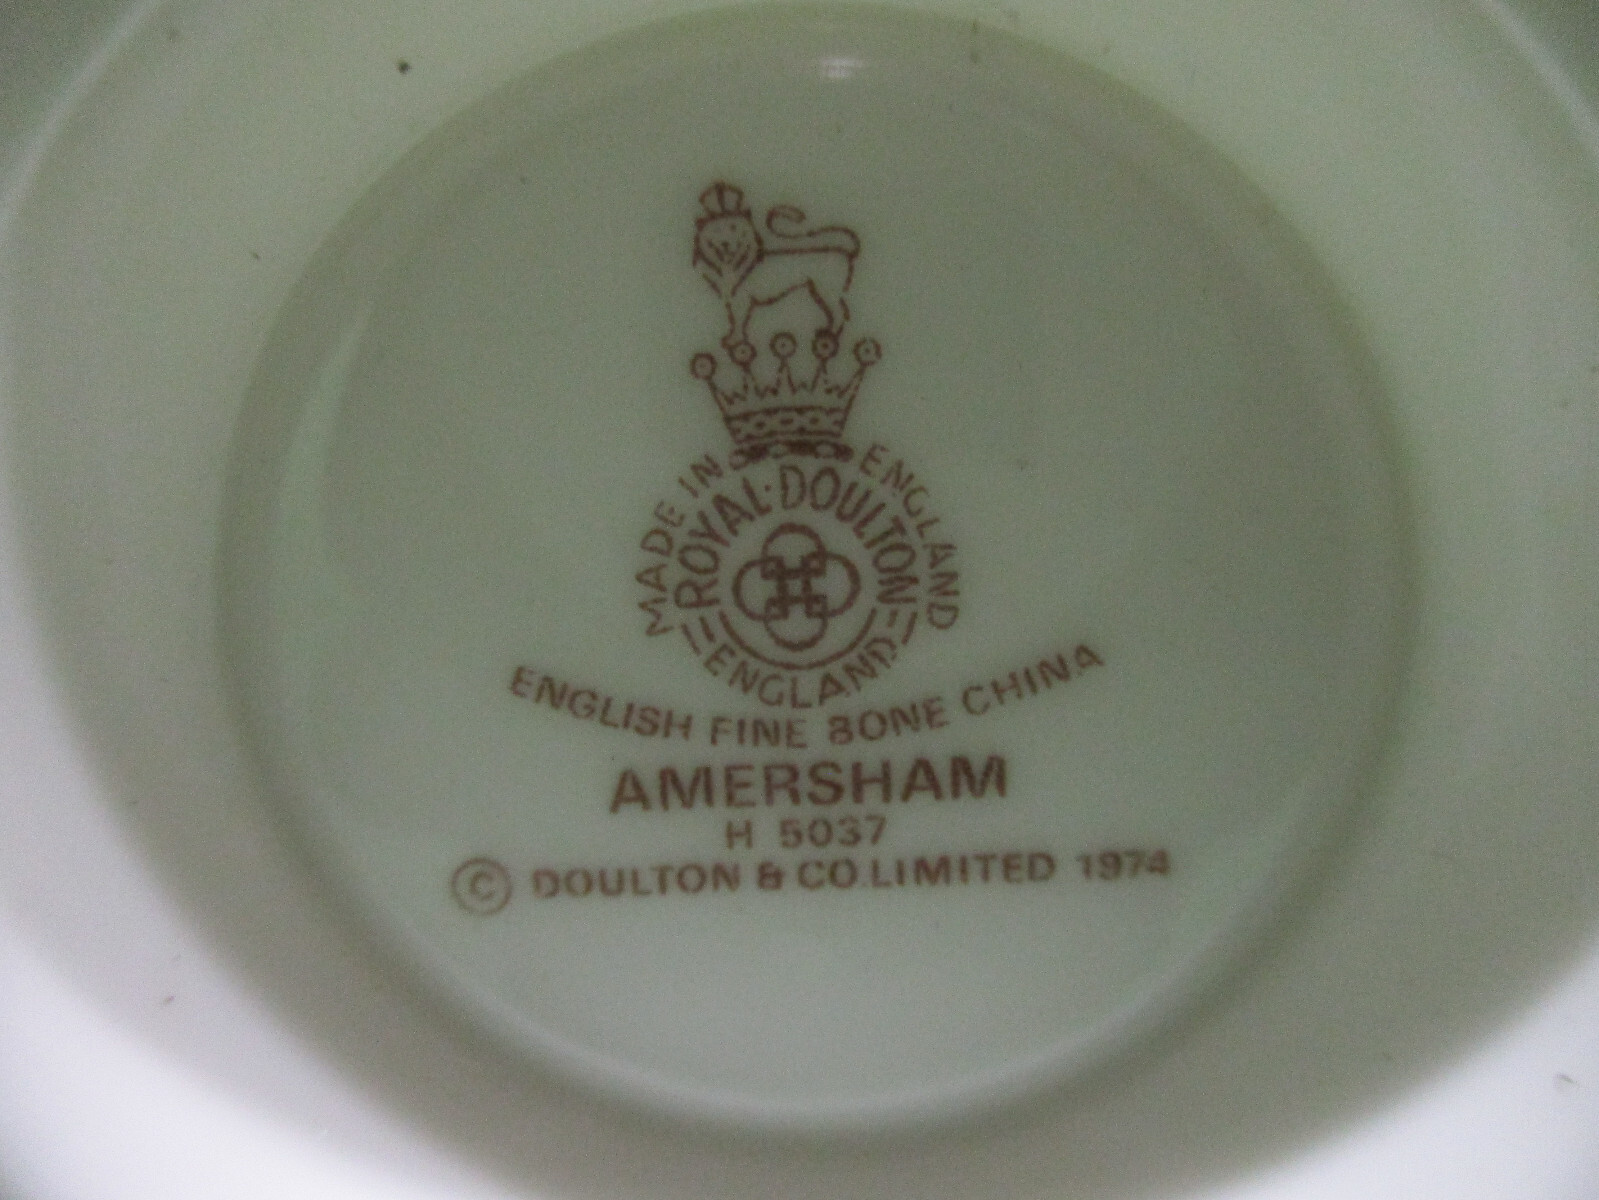 MADE IN ENGLAND
ROYAL·DOULTON
ENGLAND
ENGLISH FINE BONE CHINA
AMERSHAM
H 5037
© DOULTON & CO.LIMITED 1974